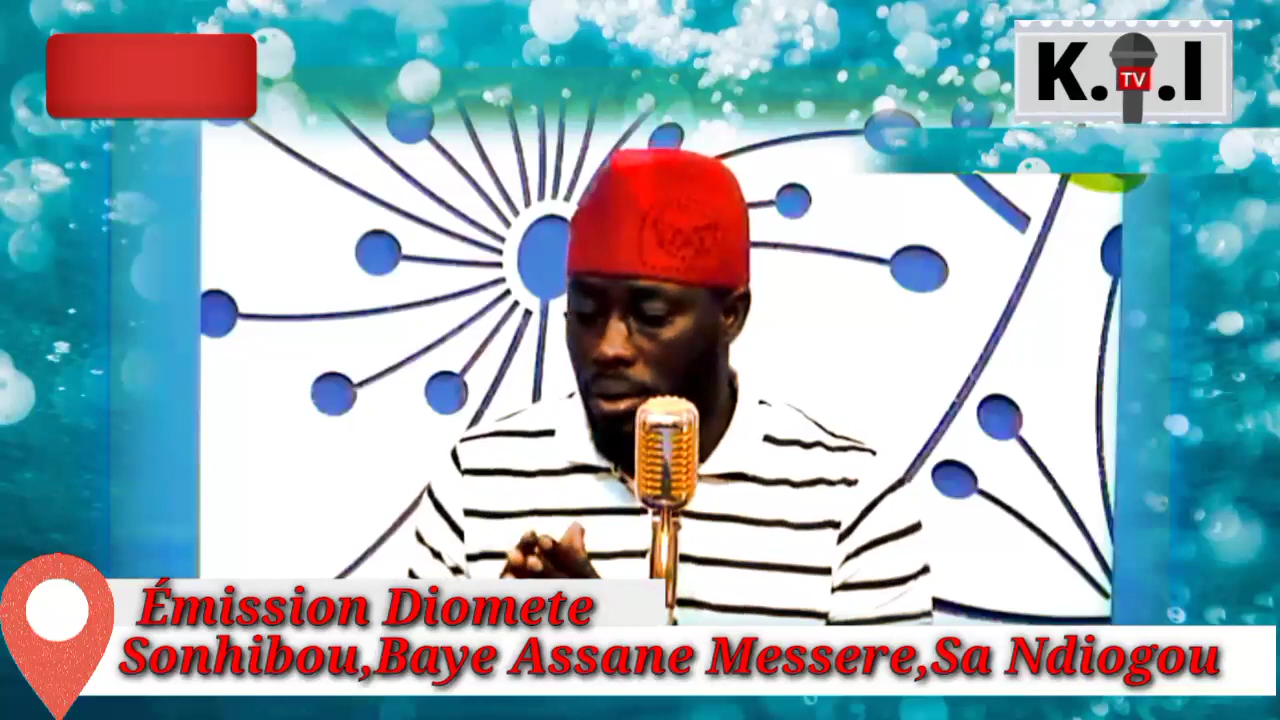 K. TV .I
Émission Diomete
Sonhibou,Baye Assane Messere,Sa Ndiogou